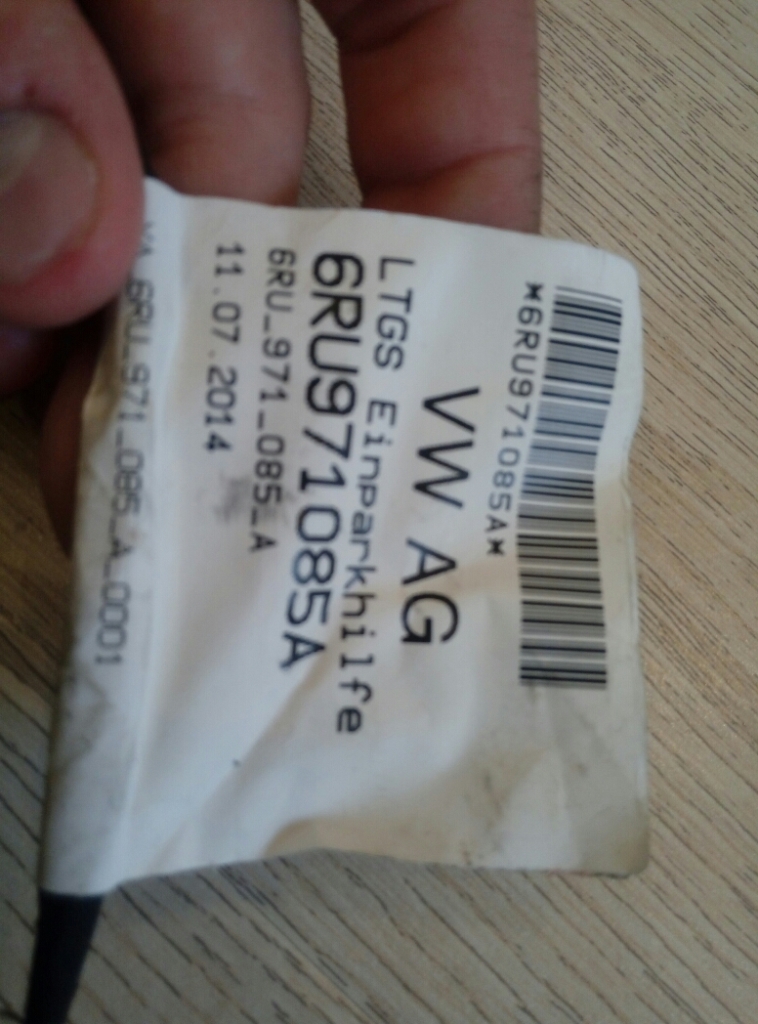 *6RU971085A*
VW AG
LTGS Einparkhilfe
6RU971085A
6RU_971_085_A
11.07.2014
6RU_971_085_A_0001